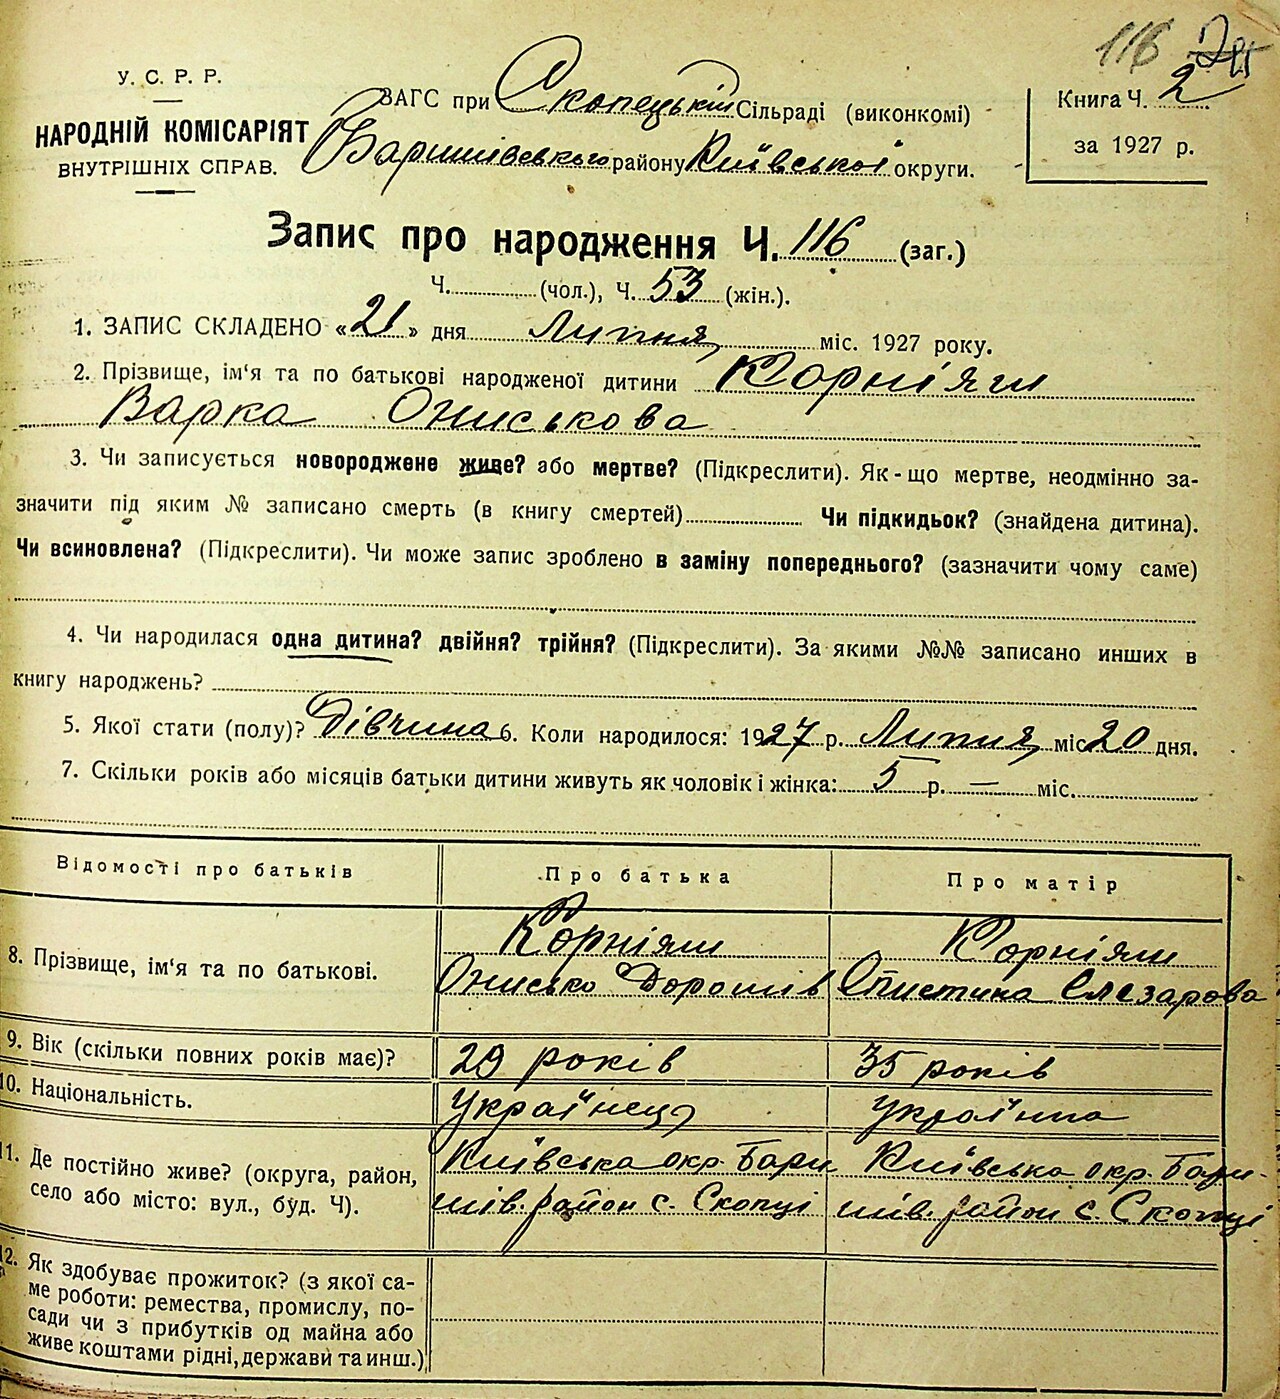 116
У. С. Р. Р.
НАРОДНІЙ КОМІСАРІЯТ
ВНУТРІШНІХ СПРАВ.
ЗАГС при Скопецькій Сільраді (виконкомі)
Баришівського району Київської округи.
Книга Ч. 2
за 1927 р.
Запис про народження Ч. 116 (заг.)
Ч. (чол.), Ч. 53 (жін.).
1. ЗАПИС СКЛАДЕНО «21» дня Липня міс. 1927 року.
2. Прізвище, ім'я та по батькові народженої дитини Корніяш
Варка Ониськова
3. Чи записується новороджене живе? або мертве? (Підкреслити). Як-що мертве, неодмінно за-
значити під яким № записано смерть (в книгу смертей) Чи підкидьок? (знайдена дитина).
Чи всиновлена? (Підкреслити). Чи може запис зроблено в заміну попереднього? (зазначити чому саме)
4. Чи народилася одна дитина? двійня? трійня? (Підкреслити). За якими №№ записано инших в
книгу народжень?
5. Якої стати (полу)? Дівчина 6. Коли народилося: 1927 р. Липня міс 20 дня.
7. Скільки років або місяців батьки дитини живуть як чоловік і жінка: 5 р. — міс.
Відомості про батьків Про батька Про матір
8. Прізвище, ім'я та по батькові.
Корніяш
Онисько Дорошів
Корніяш
Єлезарова
9. Вік (скільки повних років має)? 29 років 35 років
10. Національність. Українець Українка
11. Де постійно живе? (округа, район,
село або місто: вул., буд. Ч).
Київська окр. Бари
шів. район с. Скопці
Київська окр. Бари-
шів. район с. Скопці
12. Як здобуває прожиток? (з якої са-
ме роботи: ремества, промислу, по-
сади чи з прибутків од майна або
живе коштами рідні, держави та инш.)